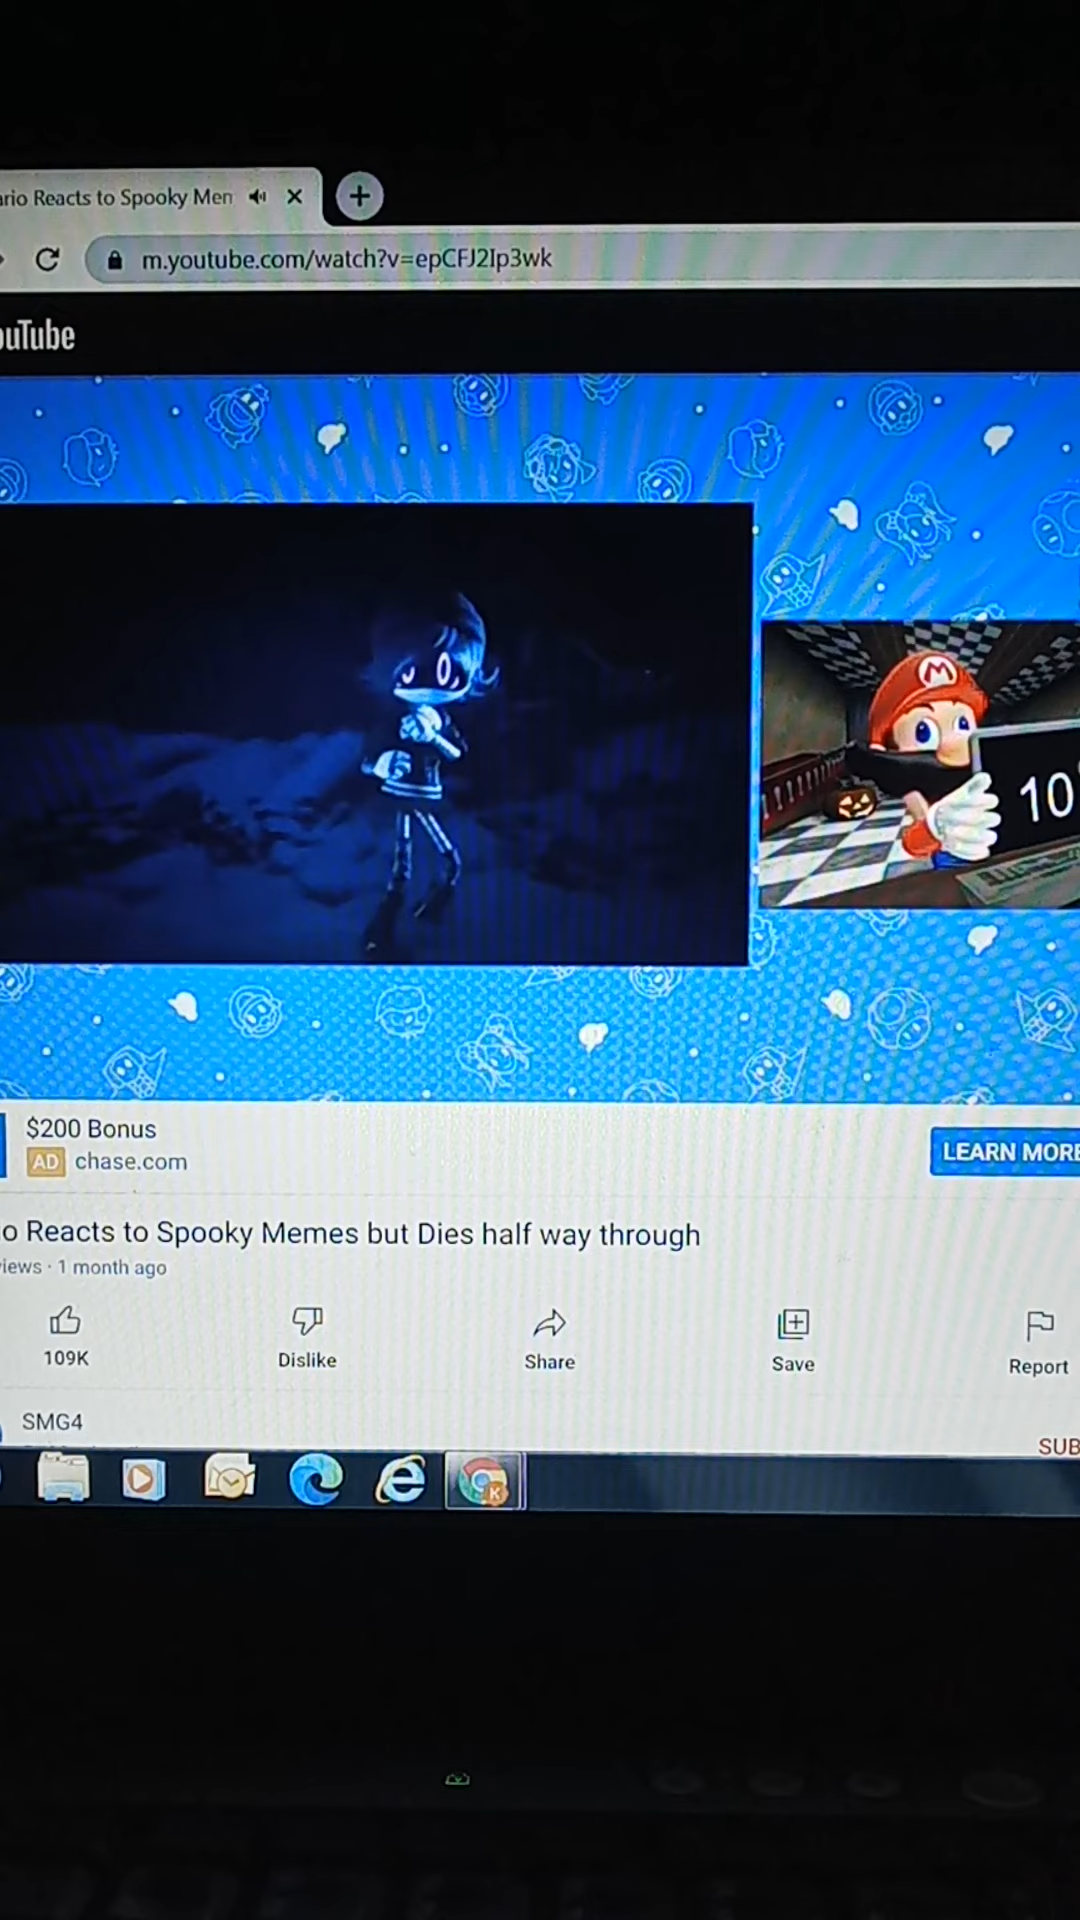 ario Reacts to Spooky Mem
m.youtube.com/watch?v=epCFJ2Ip3wk
ouTube
M
10
$200 Bonus
AD chase.com
LEARN MORE
o Reacts to Spooky Memes but Dies half way through
iews · 1 month ago
109K
Dislike
Share
Save
Report
SMG4
SUB
K